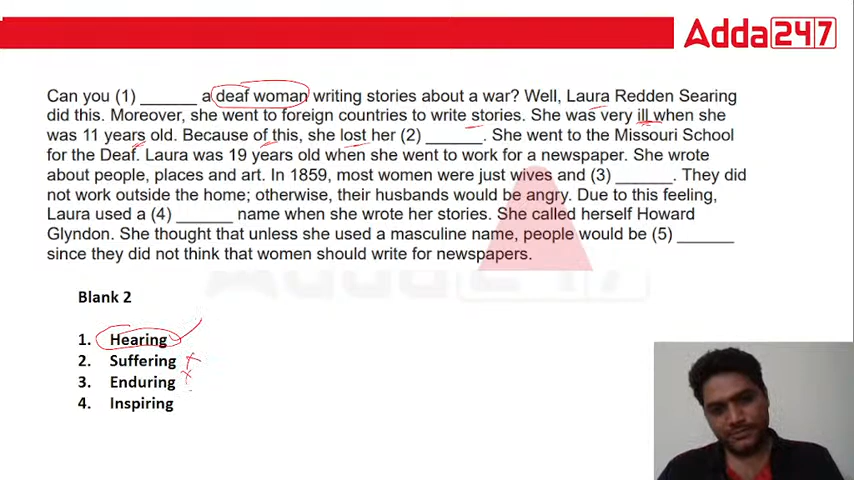 Adda247
Can you (1) ______ a deaf woman writing stories about a war? Well, Laura Redden Searing
did this. Moreover, she went to foreign countries to write stories. She was very ill when she
was 11 years old. Because of this, she lost her (2) ______. She went to the Missouri School
for the Deaf. Laura was 19 years old when she went to work for a newspaper. She wrote
about people, places and art. In 1859, most women were just wives and (3) ______. They did
not work outside the home; otherwise, their husbands would be angry. Due to this feeling,
Laura used a (4) ______ name when she wrote her stories. She called herself Howard
Glyndon. She thought that unless she used a masculine name, people would be (5) ______
since they did not think that women should write for newspapers.
Blank 2
1. Hearing
2. Suffering
3. Enduring
4. Inspiring